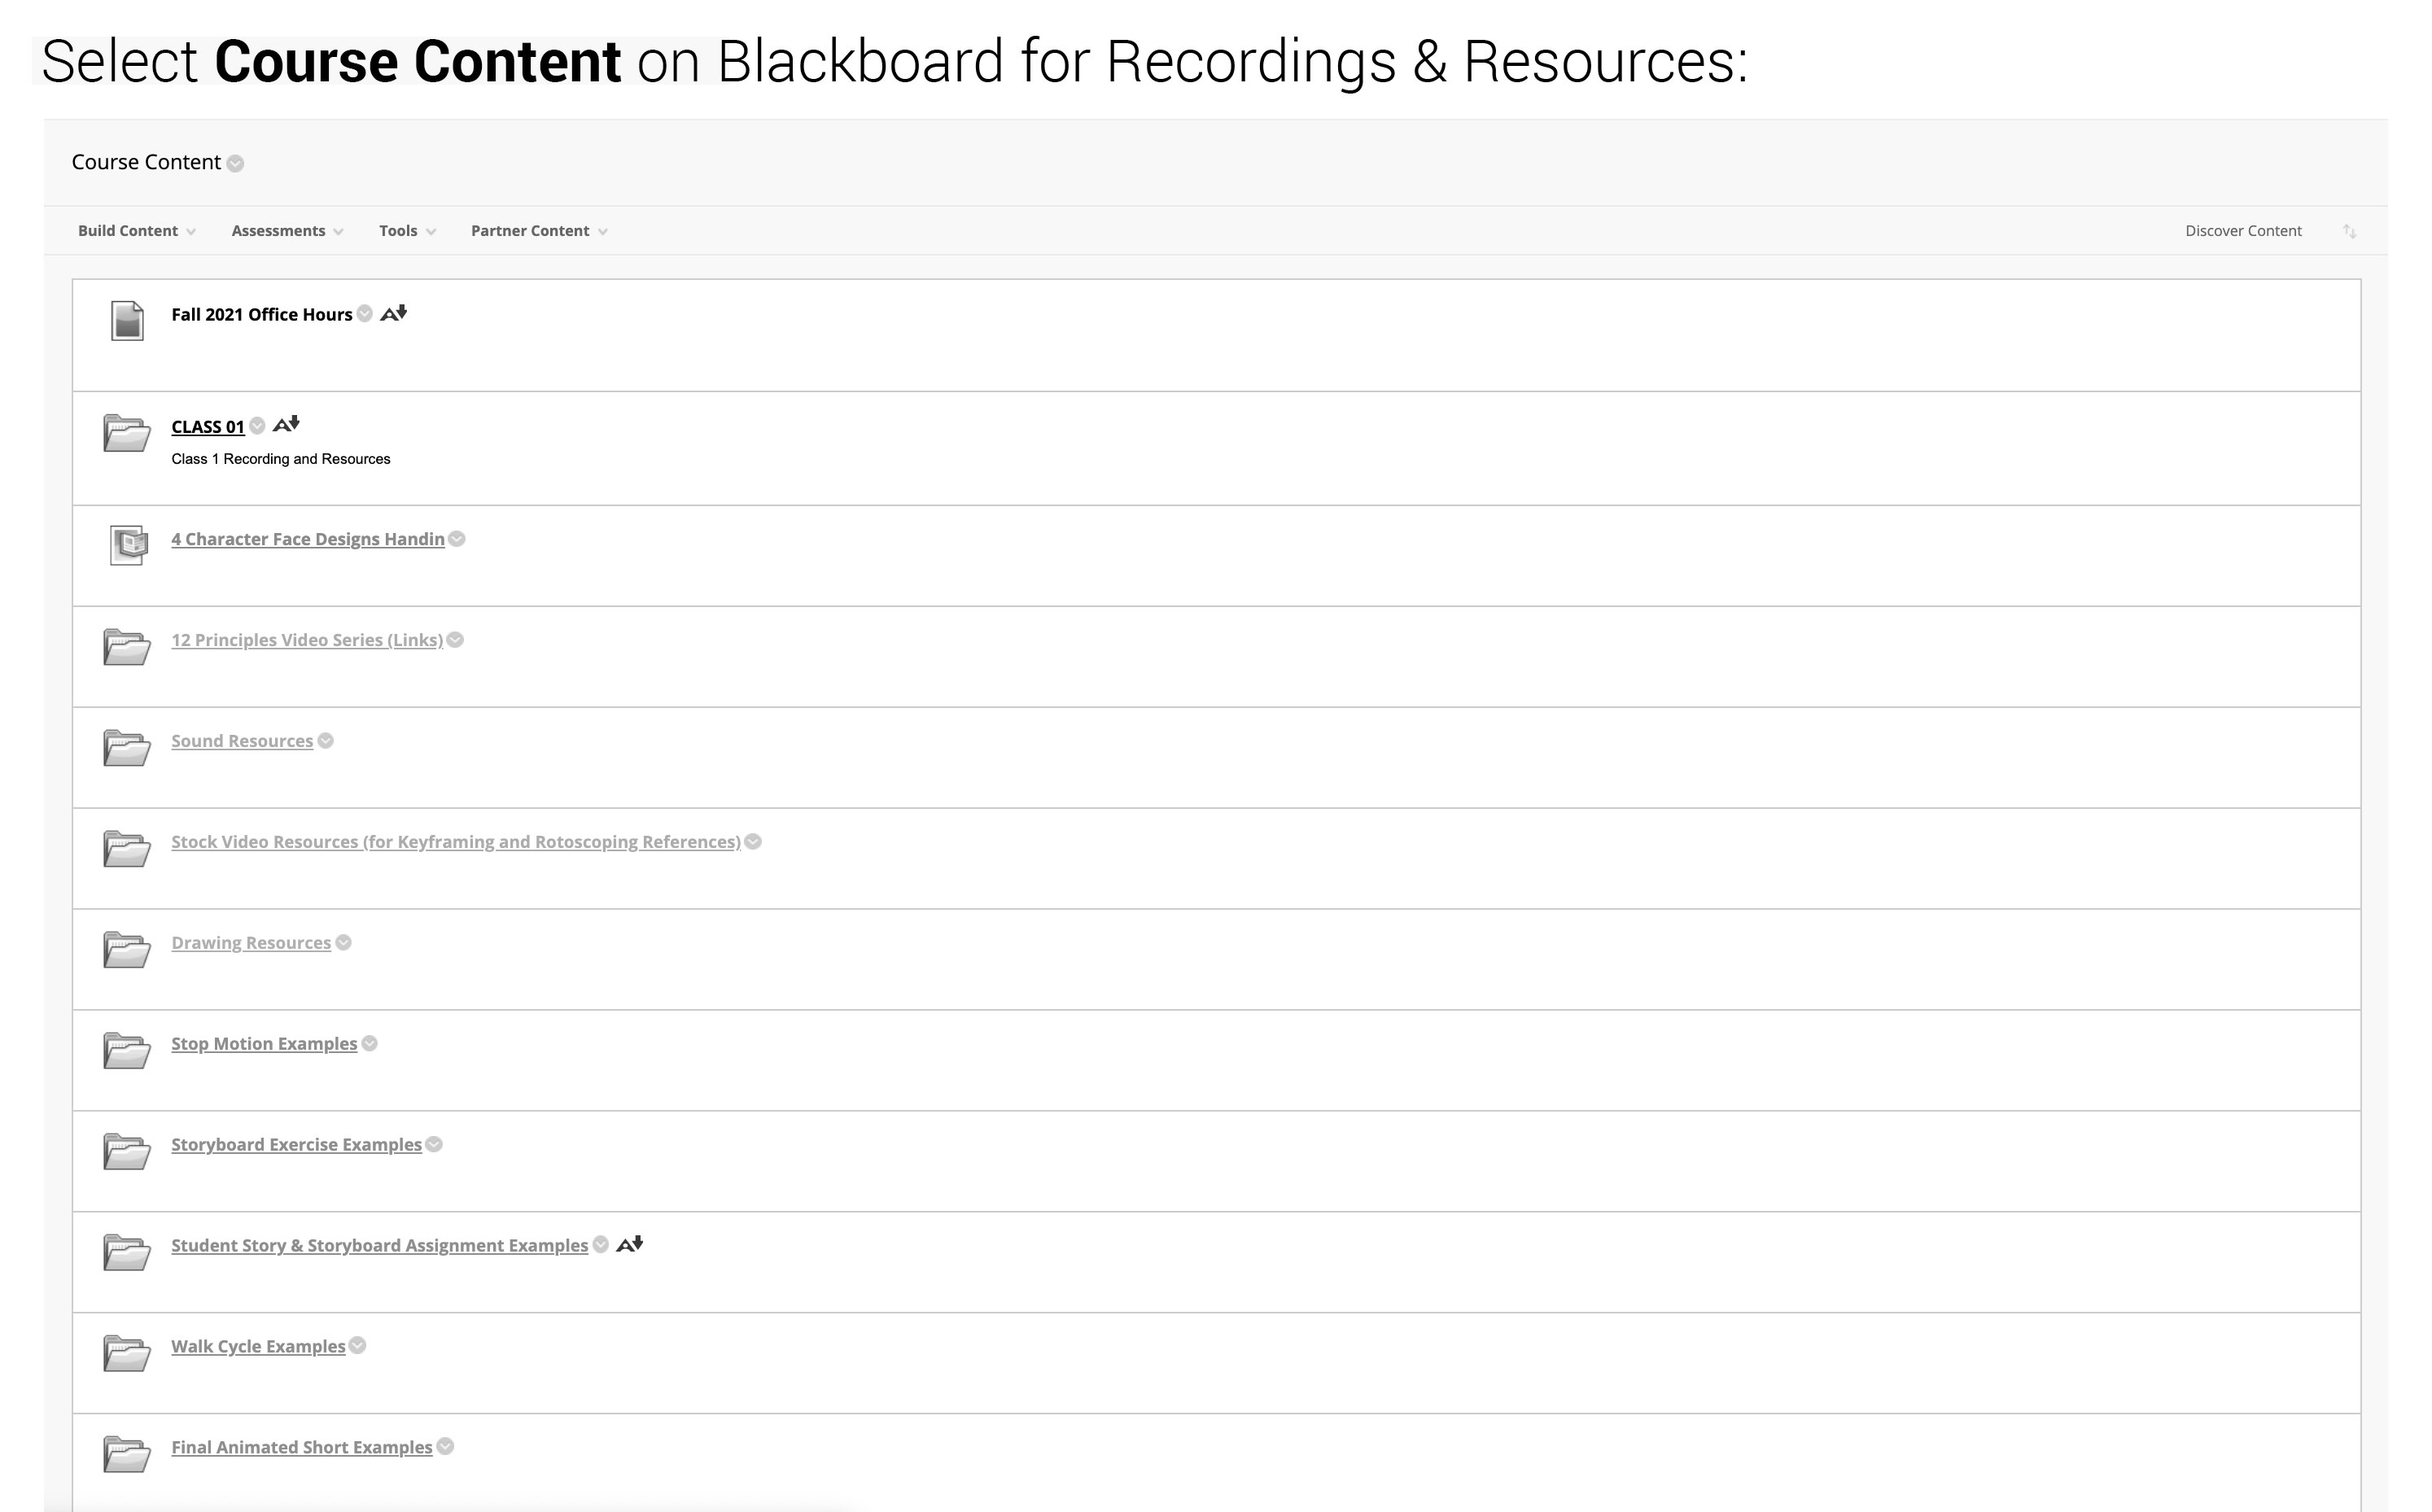 Select Course Content on Blackboard for Recordings & Resources:
Course Content
Build Content Assessments Tools Partner Content Discover Content
Fall 2021 Office Hours
CLASS 01
Class 1 Recording and Resources
4 Character Face Designs Handin
12 Principles Video Series (Links)
Sound Resources
Stock Video Resources (for Keyframing and Rotoscoping References)
Drawing Resources
Stop Motion Examples
Storyboard Exercise Examples
Student Story & Storyboard Assignment Examples
Walk Cycle Examples
Final Animated Short Examples